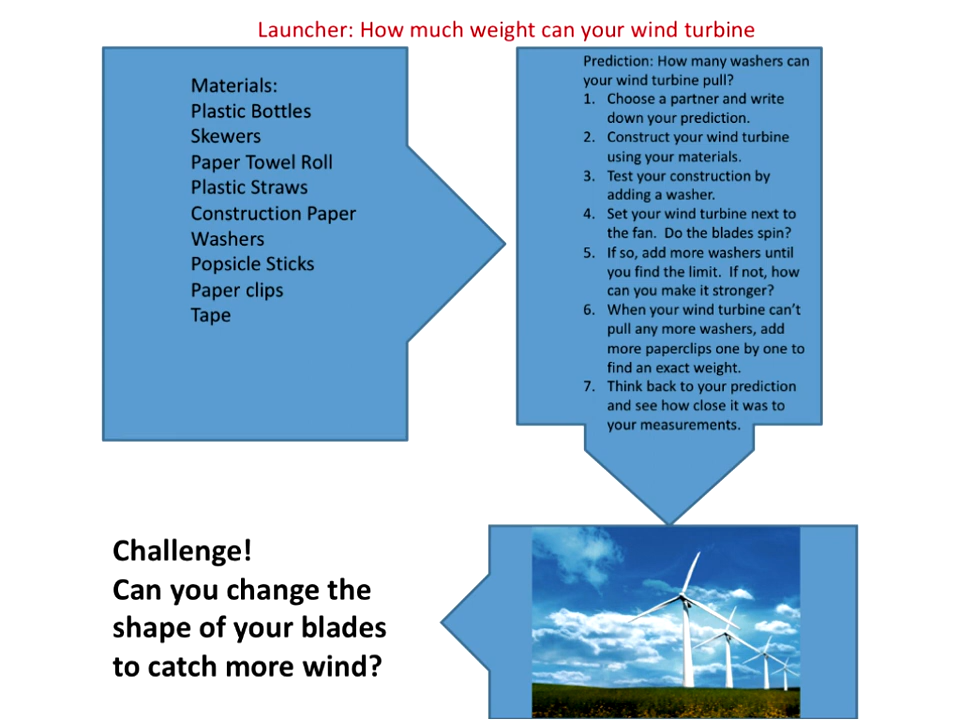 Launcher: How much weight can your wind turbine
Materials:
Plastic Bottles
Skewers
Paper Towel Roll
Plastic Straws
Construction Paper
Washers
Popsicle Sticks
Paper clips
Tape
Prediction: How many washers can
your wind turbine pull?
1. Choose a partner and write
down your prediction.
2. Construct your wind turbine
using your materials.
3. Test your construction by
adding a washer.
4. Set your wind turbine next to
the fan.  Do the blades spin?
5. If so, add more washers until
you find the limit.  If not, how
can you make it stronger?
6. When your wind turbine can't
pull any more washers, add
more paperclips one by one to
find an exact weight.
7. Think back to your prediction
and see how close it was to
your measurements.
Challenge!
Can you change the
shape of your blades
to catch more wind?